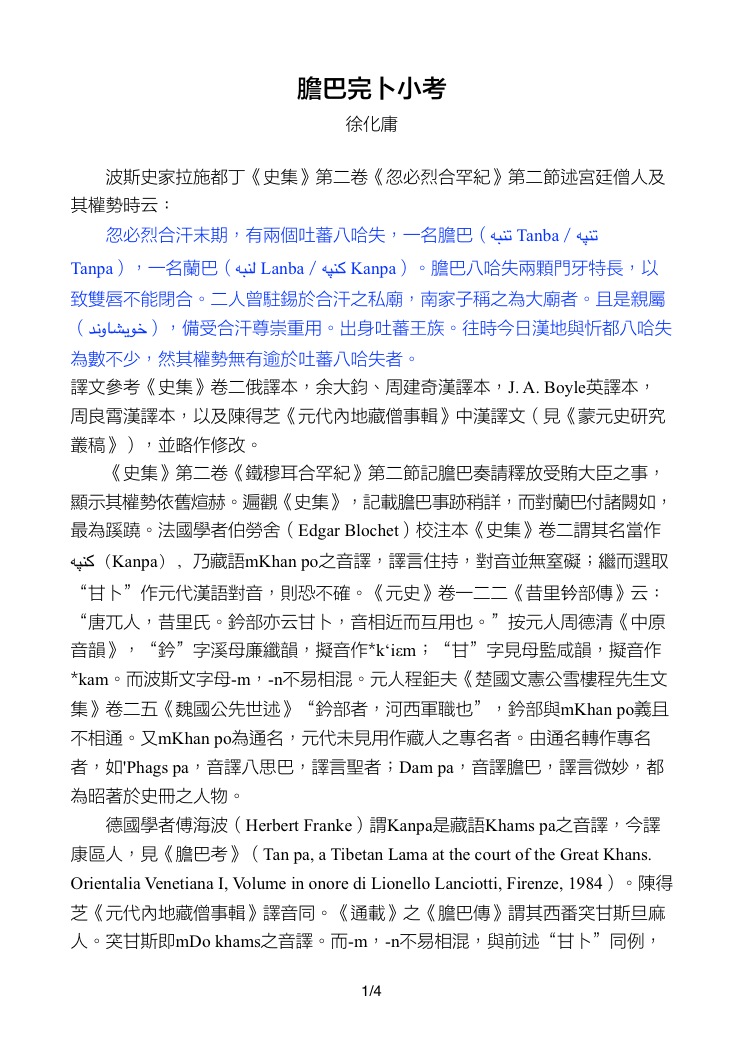 膽巴完卜小考
徐化庸
波斯史家拉施都丁《史集》第二卷《忽必烈合罕紀》第二節述宮廷僧人及
其權勢時云：
忽必烈合汗末期，有兩個吐蕃八哈失，一名膽巴（تنبه Tanba / تنپه
Tanpa），一名蘭巴（لنبه Lanba / كنپه Kanpa）。膽巴八哈失兩顆門牙特長，以
致雙唇不能閉合。二人曾駐錫於合汗之私廟，南家子稱之為大廟者。且是親屬
（خویشاوند），備受合汗尊崇重用。出身吐蕃王族。往時今日漢地與忻都八哈失
為數不少，然其權勢無有逾於吐蕃八哈失者。
譯文參考《史集》卷二俄譯本，余大鈞、周建奇漢譯本，J. A. Boyle英譯本，
周良霄漢譯本，以及陳得芝《元代內地藏僧事輯》中漢譯文（見《蒙元史研究
叢稿》），並略作修改。
《史集》第二卷《鐵穆耳合罕紀》第二節記膽巴奏請釋放受賄大臣之事，
顯示其權勢依舊煊赫。遍觀《史集》，記載膽巴事跡稍詳，而對蘭巴付諸闕如，
最為蹊蹺。法國學者伯勞舍（Edgar Blochet）校注本《史集》卷二謂其名當作
كنپه（Kanpa）, 乃藏語mKhan po之音譯，譯言住持，對音並無窒礙；繼而選取
“甘卜”作元代漢語對音，則恐不確。《元史》卷一二二《昔里钤部傳》云：
“唐兀人，昔里氏。鈐部亦云甘卜，音相近而互用也。”按元人周德清《中原
音韻》，“鈐”字溪母廉纖韻，擬音作*k‘iɛm；“甘”字見母監咸韻，擬音作
*kam。而波斯文字母-m，-n不易相混。元人程鉅夫《楚國文憲公雪樓程先生文
集》卷二五《魏國公先世述》“鈐部者，河西軍職也”，鈐部與mKhan po義且
不相通。又mKhan po為通名，元代未見用作藏人之專名者。由通名轉作專名
者，如'Phags pa，音譯八思巴，譯言聖者；Dam pa，音譯膽巴，譯言微妙，都
為昭著於史冊之人物。
德國學者傅海波（Herbert Franke）謂Kanpa是藏語Khams pa之音譯，今譯
康區人，見《膽巴考》（Tan pa, a Tibetan Lama at the court of the Great Khans.
Orientalia Venetiana I, Volume in onore di Lionello Lanciotti, Firenze, 1984）。陳得
芝《元代內地藏僧事輯》譯音同。《通載》之《膽巴傳》謂其西番突甘斯旦麻
人。突甘斯即mDo khams之音譯。而-m，-n不易相混，與前述“甘卜”同例，
1/4